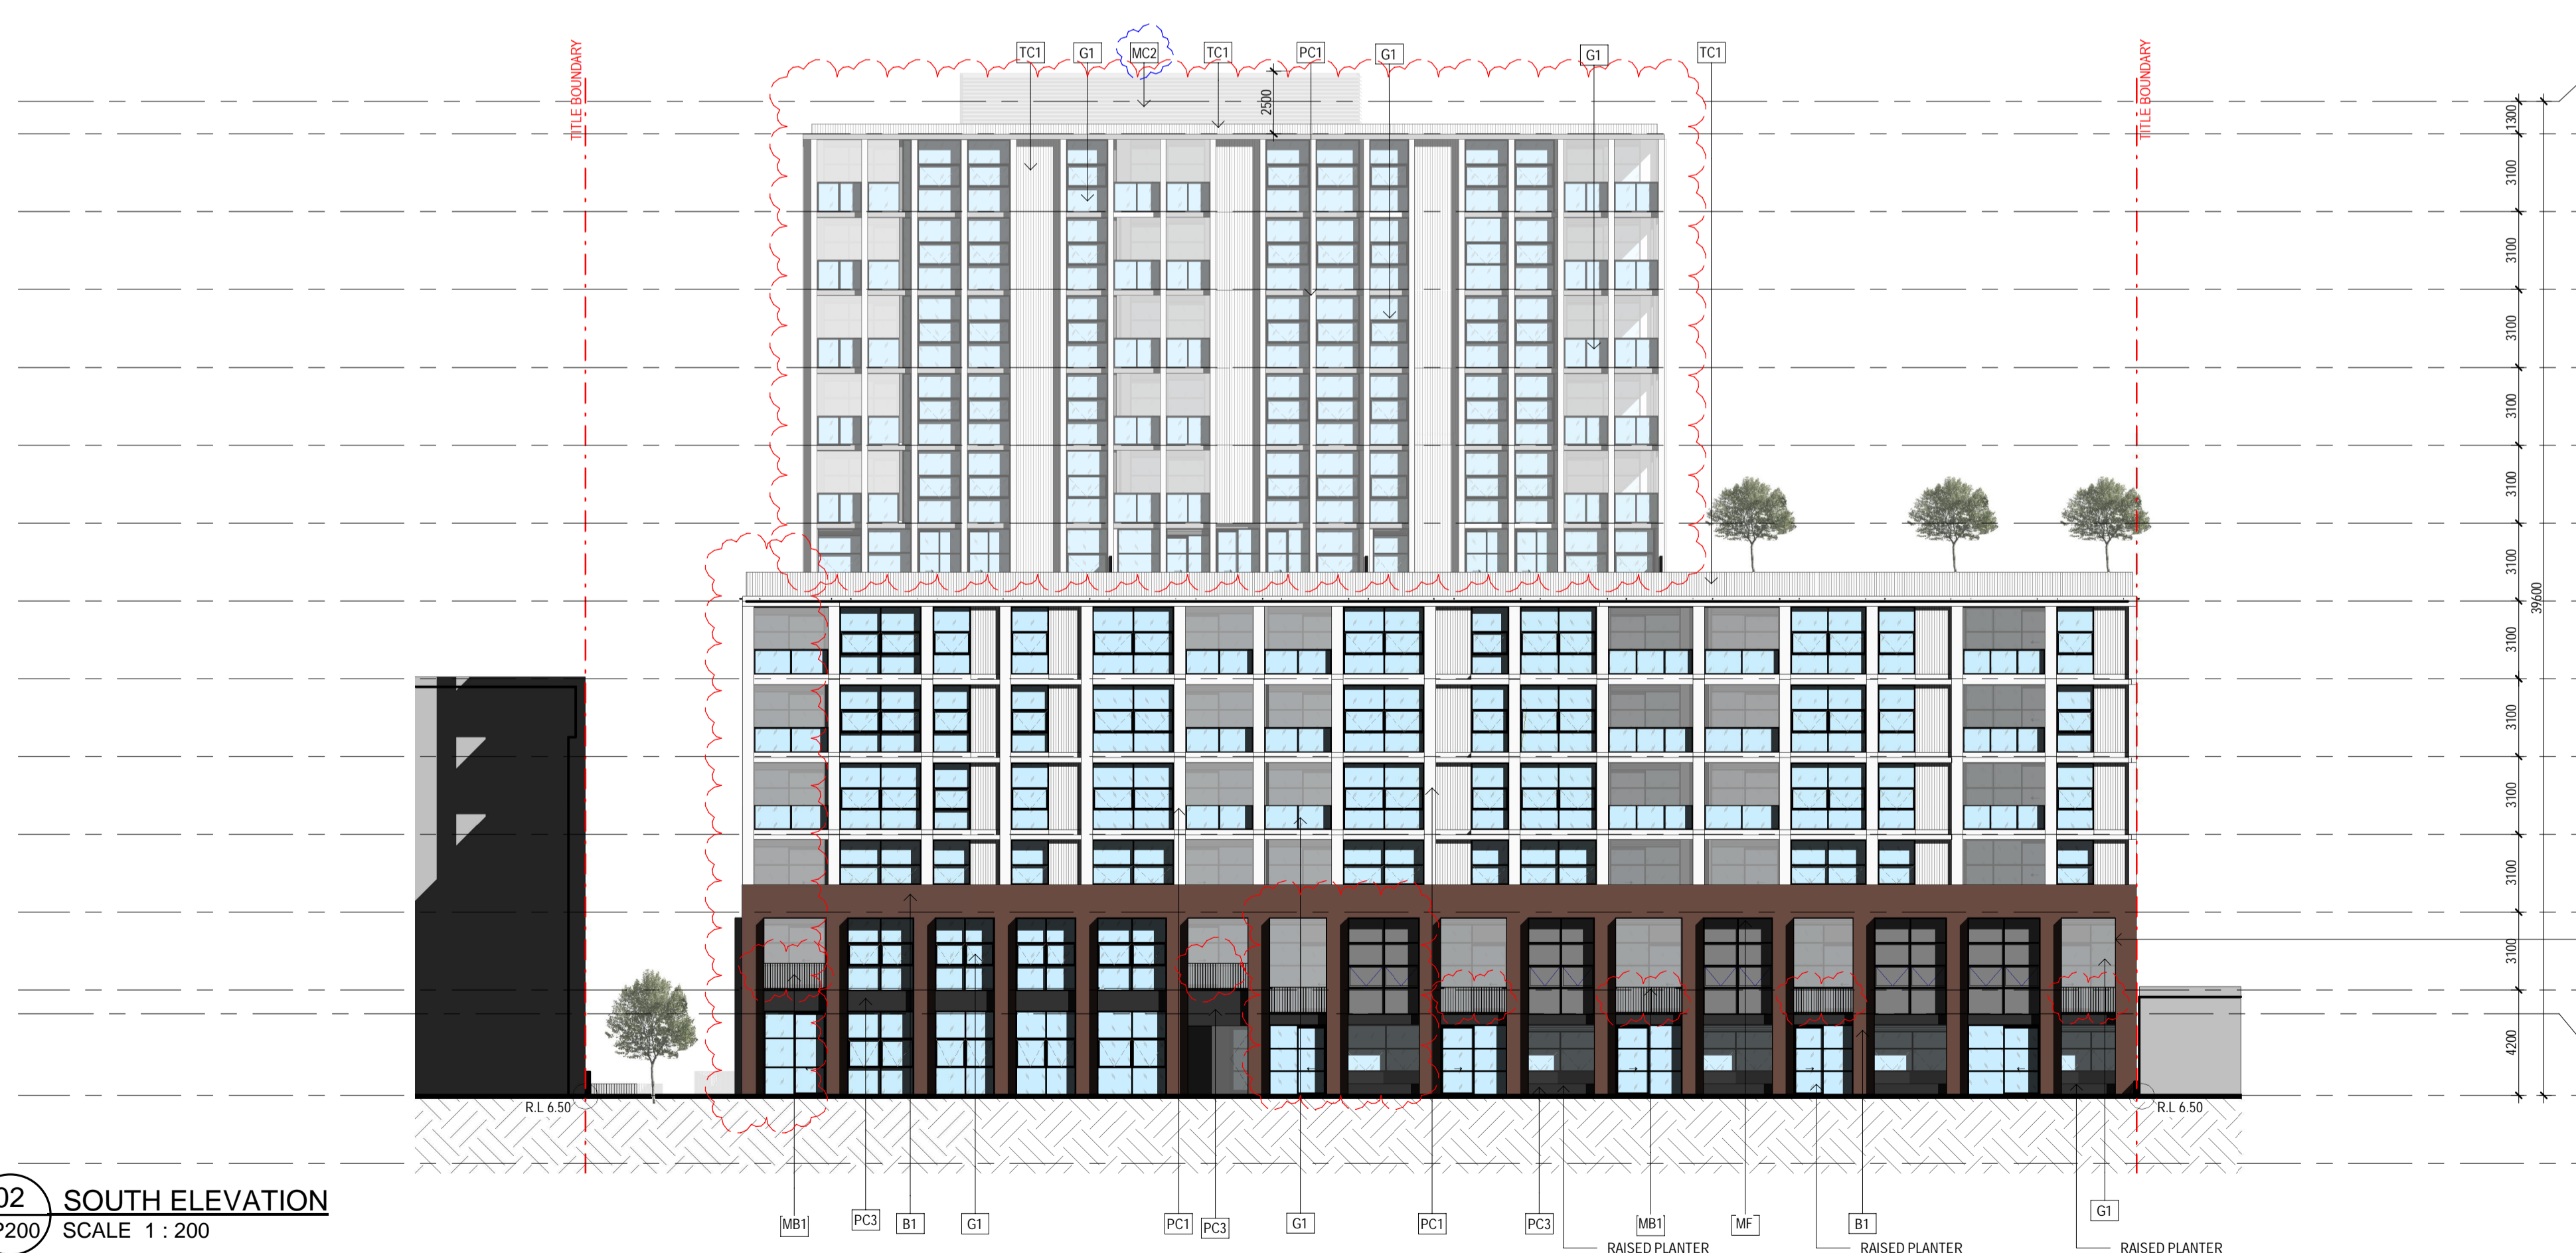 TITLE BOUNDARY
TC1
G1
MC2
TC1
PC1
G1
G1
TC1
TITLE BOUNDARY
2500
1300
3100
3100
3100
3100
3100
3100
3100
3100
3100
3100
3100
4200
39600
R.L 6.50
R.L 6.50
02
P200
SOUTH ELEVATION
SCALE 1 : 200
MB1
PC3
B1
G1
PC1
PC3
G1
PC1
PC3
MB1
MF
B1
G1
RAISED PLANTER
RAISED PLANTER
RAISED PLANTER